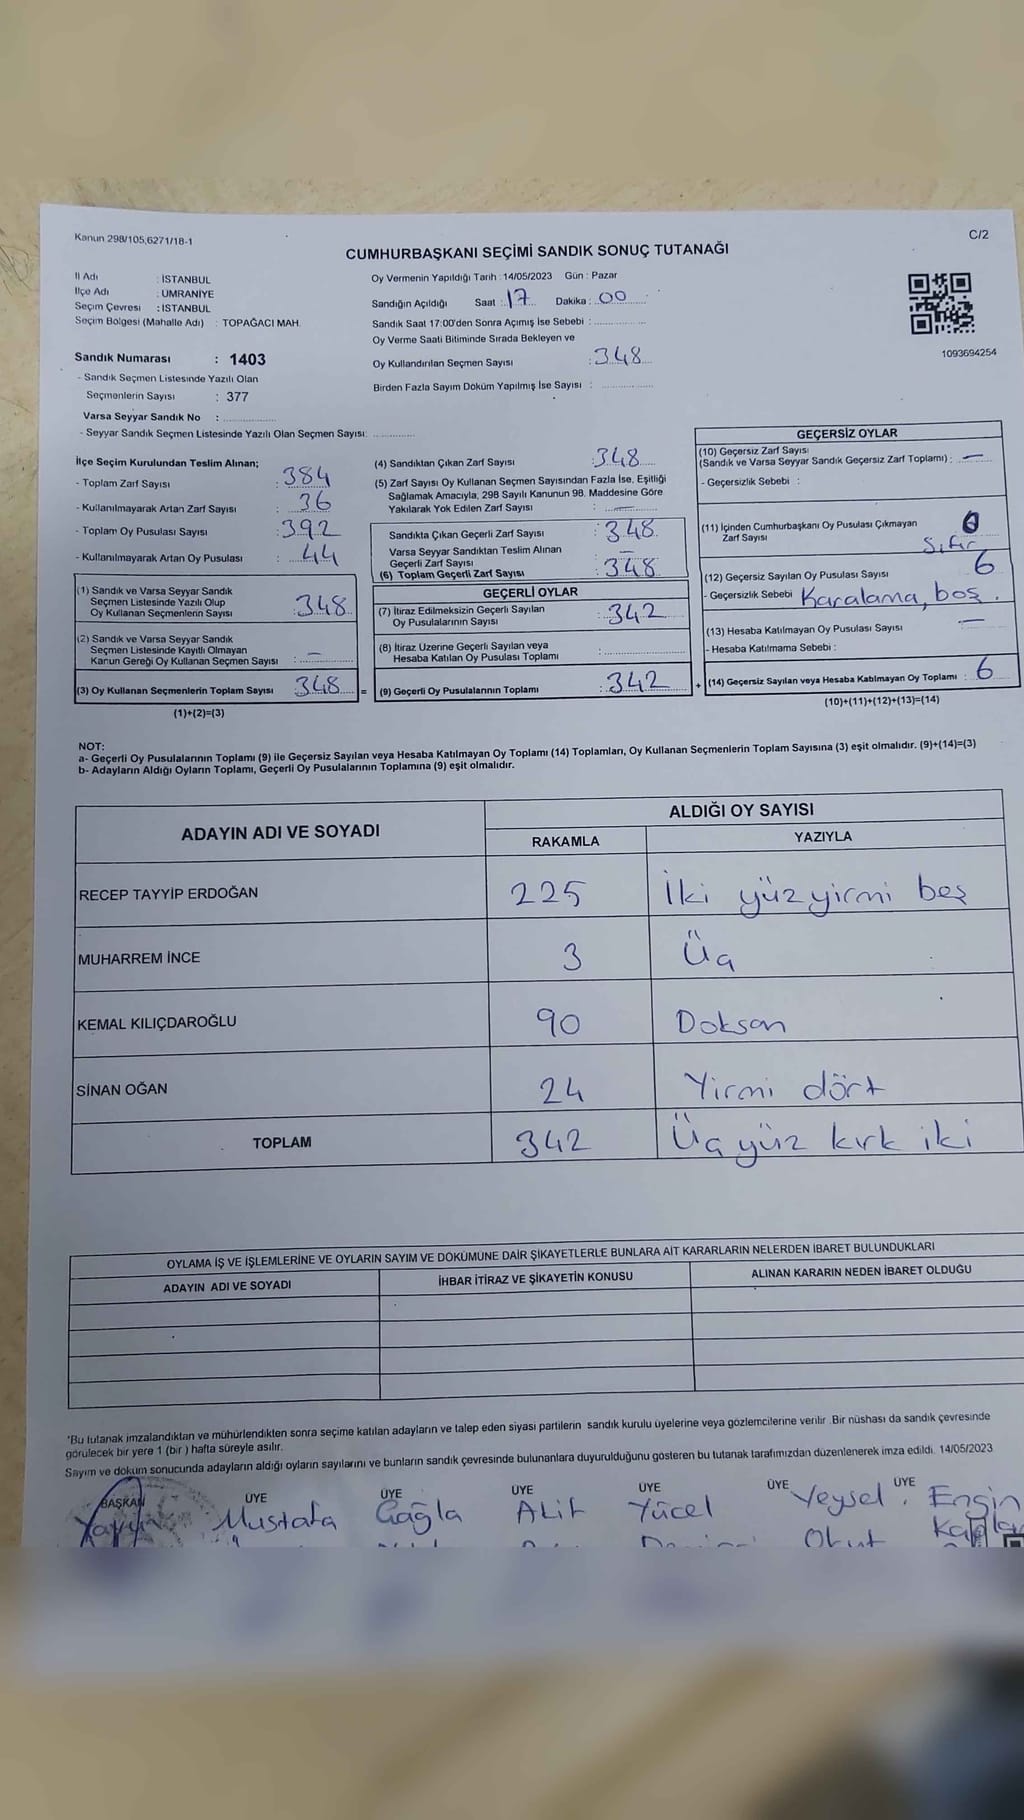 Kanun 298/105,6271/18-1
C/2
CUMHURBAŞKANI SEÇİMİ SANDIK SONUÇ TUTANAĞI
İl Adı : İSTANBUL
İlçe Adı : ÜMRANİYE
Seçim Çevresi : İSTANBUL
Seçim Bölgesi (Mahalle Adı) : TOPAĞACI MAH.
Sandık Numarası : 1403
- Sandık Seçmen Listesinde Yazılı Olan
Seçmenlerin Sayısı : 377
Varsa Seyyar Sandık No :
- Seyyar Sandık Seçmen Listesinde Yazılı Olan Seçmen Sayısı:
Oy Vermenin Yapıldığı Tarih : 14/05/2023 Gün : Pazar
Sandığın Açıldığı Saat : 17 Dakika : 00
Sandık Saat 17:00'den Sonra Açımış İse Sebebi :
Oy Verme Saati Bitiminde Sırada Bekleyen ve
Oy Kullandırılan Seçmen Sayısı : 348
Birden Fazla Sayım Döküm Yapılmış İse Sayısı :
1093694254
İlçe Seçim Kurulundan Teslim Alınan;
- Toplam Zarf Sayısı : 384
- Kullanılmayarak Artan Zarf Sayısı : 36
- Toplam Oy Pusulası Sayısı : 392
- Kullanılmayarak Artan Oy Pusulası : 44
(1) Sandık ve Varsa Seyyar Sandık
Seçmen Listesinde Yazılı Olup
Oy Kullanan Seçmenlerin Sayısı : 348
(2) Sandık ve Varsa Seyyar Sandık
Seçmen Listesinde Kayıtlı Olmayan
Kanun Gereği Oy Kullanan Seçmen Sayısı : –
(3) Oy Kullanan Seçmenlerin Toplam Sayısı 348 =
(1)+(2)=(3)
(4) Sandıktan Çıkan Zarf Sayısı : 348
(5) Zarf Sayısı Oy Kullanan Seçmen Sayısından Fazla İse, Eşitliği
Sağlamak Amacıyla, 298 Sayılı Kanunun 98. Maddesine Göre
Yakılarak Yok Edilen Zarf Sayısı : —
Sandıkta Çıkan Geçerli Zarf Sayısı : 348
Varsa Seyyar Sandıktan Teslim Alınan
Geçerli Zarf Sayısı : –
(6) Toplam Geçerli Zarf Sayısı : 348
GEÇERLİ OYLAR
(7) İtiraz Edilmeksizin Geçerli Sayılan
Oy Pusulalarının Sayısı : 342
(8) İtiraz Üzerine Geçerli Sayılan veya
Hesaba Katılan Oy Pusulası Toplamı :
(9) Geçerli Oy Pusulalarının Toplamı : 342 +
GEÇERSİZ OYLAR
(10) Geçersiz Zarf Sayısı
(Sandık ve Varsa Seyyar Sandık Geçersiz Zarf Toplamı) : —
- Geçersizlik Sebebi :
(11) İçinden Cumhurbaşkanı Oy Pusulası Çıkmayan
Zarf Sayısı : 0
Sıfır
(12) Geçersiz Sayılan Oy Pusulası Sayısı : 6
- Geçersizlik Sebebi Karalama, boş.
(13) Hesaba Katılmayan Oy Pusulası Sayısı : —
- Hesaba Katılmama Sebebi :
(14) Geçersiz Sayılan veya Hesaba Katılmayan Oy Toplamı : 6
(10)+(11)+(12)+(13)=(14)
NOT:
a- Geçerli Oy Pusulalarının Toplamı (9) ile Geçersiz Sayılan veya Hesaba Katılmayan Oy Toplamı (14) Toplamları, Oy Kullanan Seçmenlerin Toplam Sayısına (3) eşit olmalıdır. (9)+(14)=(3)
b- Adayların Aldığı Oyların Toplamı, Geçerli Oy Pusulalarının Toplamına (9) eşit olmalıdır.
ADAYIN ADI VE SOYADI ALDIĞI OY SAYISI
RAKAMLA YAZIYLA
RECEP TAYYİP ERDOĞAN 225 İki yüz yirmi beş
MUHARREM İNCE 3 Üç
KEMAL KILIÇDAROĞLU 90 Doksan
SİNAN OĞAN 24 Yirmi dört
TOPLAM 342 Üç yüz kırk iki
OYLAMA İŞ VE İŞLEMLERİNE VE OYLARIN SAYIM VE DÖKÜMÜNE DAİR ŞİKAYETLERLE BUNLARA AİT KARARLARIN NELERDEN İBARET BULUNDUKLARI
ADAYIN ADI VE SOYADI İHBAR İTİRAZ VE ŞİKAYETİN KONUSU ALINAN KARARIN NEDEN İBARET OLDUĞU
*Bu tutanak imzalandıktan ve mühürlendikten sonra seçime katılan adayların ve talep eden siyasi partilerin sandık kurulu üyelerine veya gözlemcilerine verilir. Bir nüshası da sandık çevresinde
görülecek bir yere 1 (bir ) hafta süreyle asılır.
Sayım ve döküm sonucunda adayların aldığı oyların sayılarını ve bunların sandık çevresinde bulunanlara duyurulduğunu gösteren bu tutanak tarafımızdan düzenlenerek imza edildi. 14/05/2023
BAŞKAN ÜYE ÜYE ÜYE ÜYE ÜYE ÜYE
Mustafa Çağla Akif Yücel Veysel Engin
Okut Kaplan